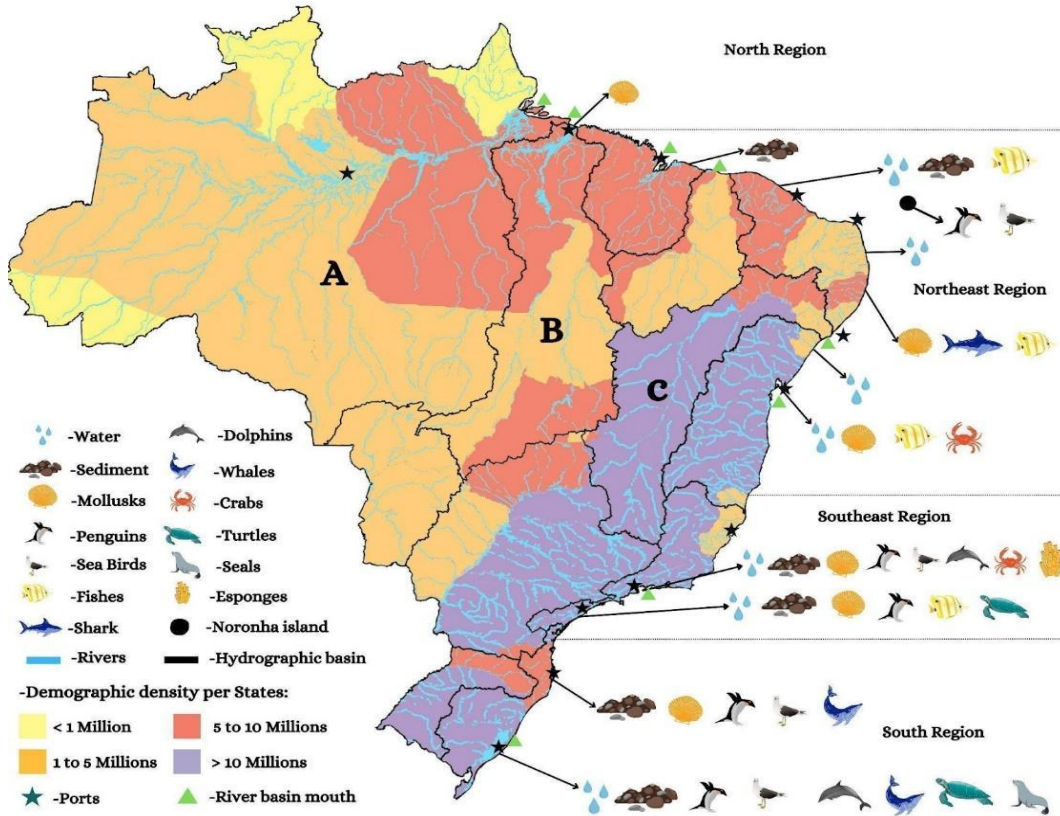 North Region
A
B
C
Northeast Region
Southeast Region
South Region
-Water
-Dolphins
-Sediment
-Whales
-Mollusks
-Crabs
-Penguins
-Turtles
-Sea Birds
-Seals
-Fishes
-Esponges
-Shark
-Noronha island
-Rivers
-Hydrographic basin
-Demographic density per States:
< 1 Million
5 to 10 Millions
1 to 5 Millions
> 10 Millions
-Ports
-River basin mouth